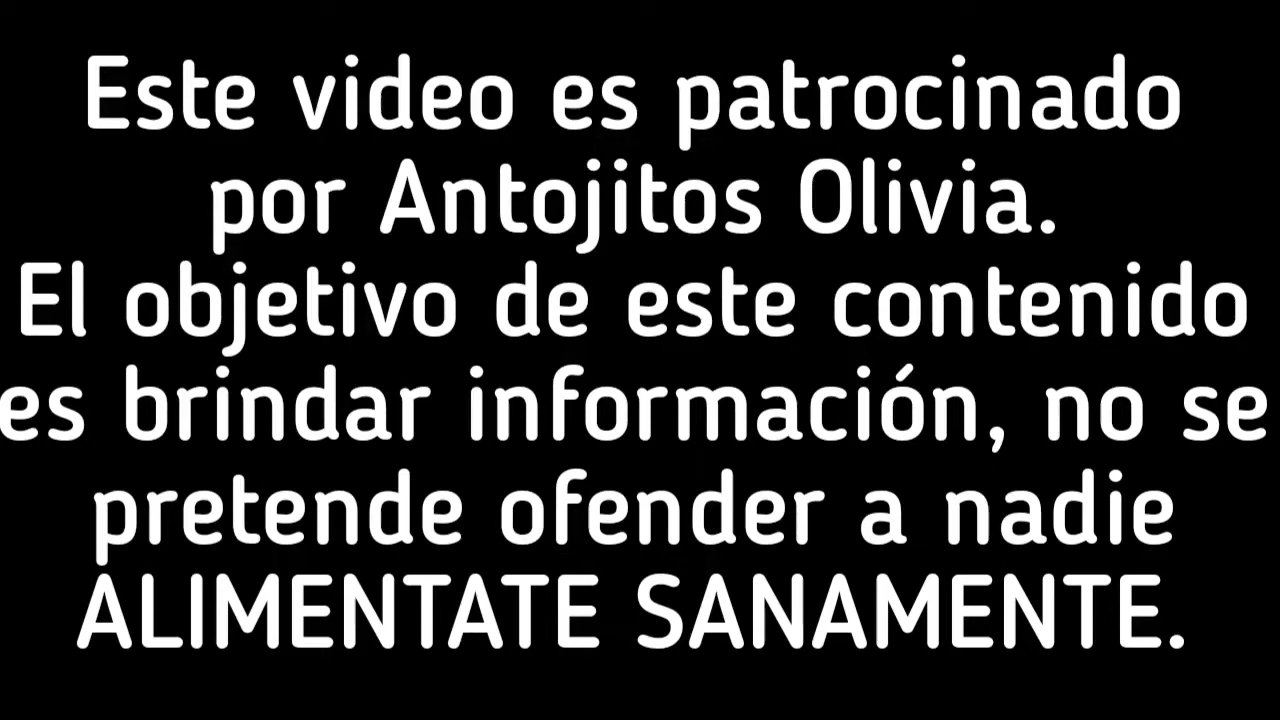 Este video es patrocinado
por Antojitos Olivia.
El objetivo de este contenido
es brindar información, no se
pretende ofender a nadie
ALIMENTATE SANAMENTE.